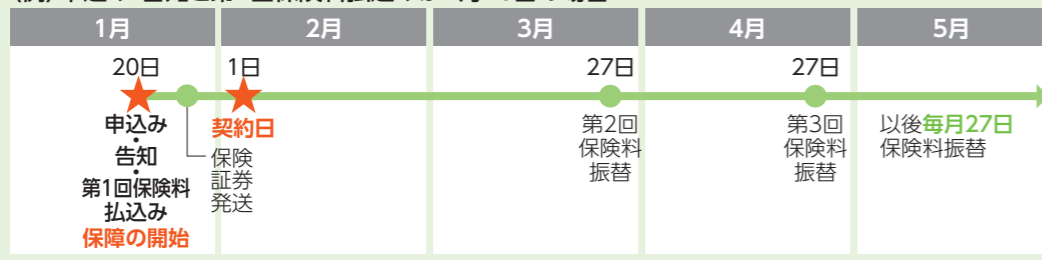 1月
2月
3月
4月
5月
20日
1日
27日
27日
申込み
・
告知
・
第1回保険料
払込み
保障の開始
保険
証券
発送
契約日
第2回
保険料
振替
第3回
保険料
振替
以後毎月27日
保険料振替